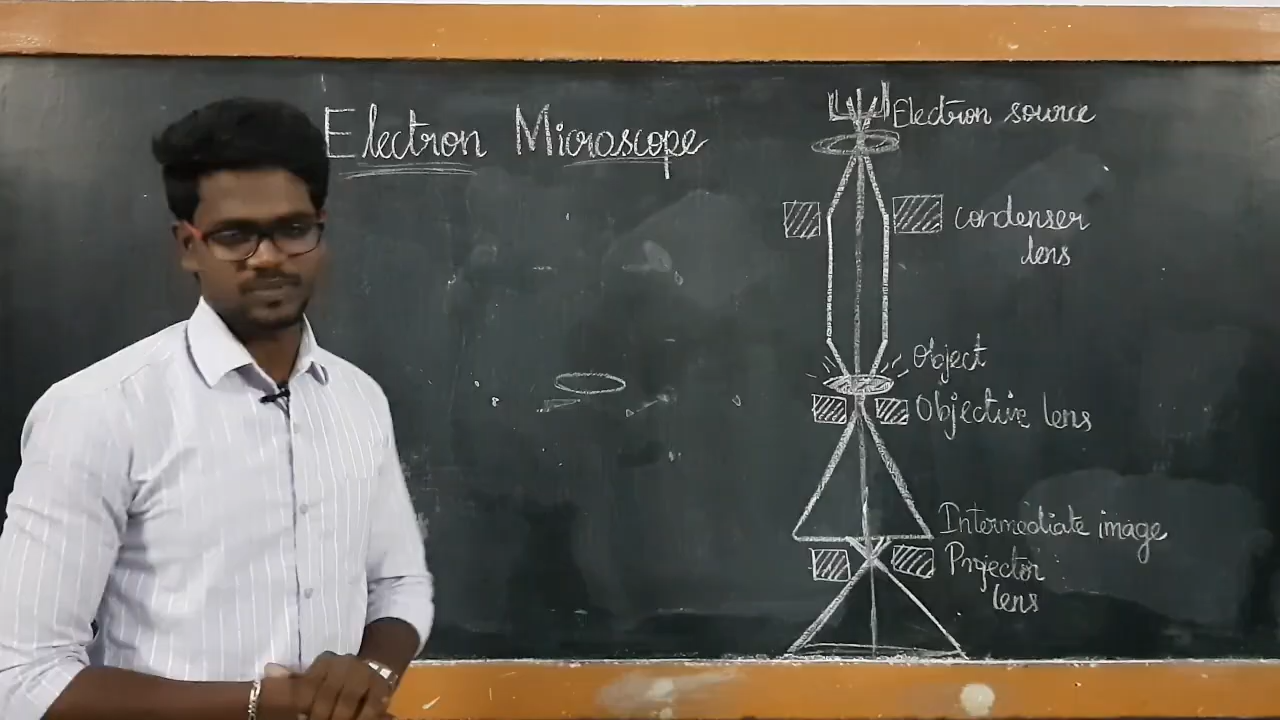 Electron Microscope
Electron source
condenser
lens
Object
Objective lens
Intermediate image
Projector
lens